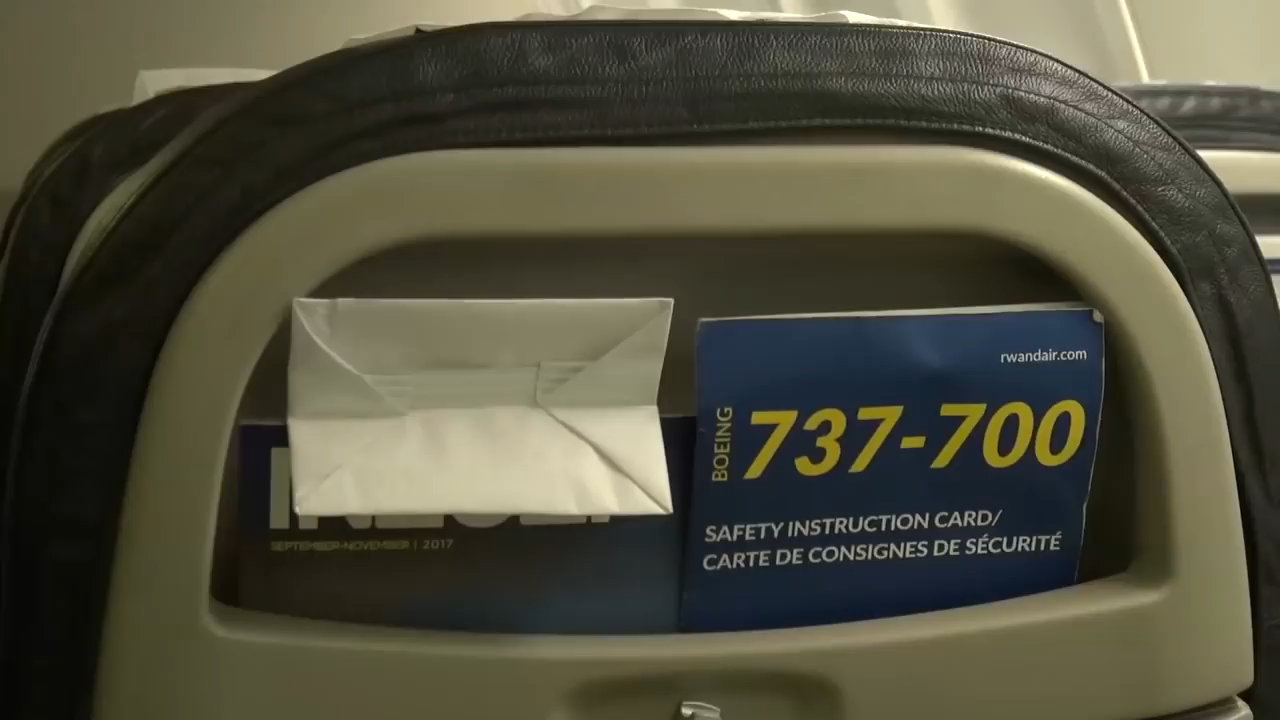 SEPTEMBER-NOVEMBER | 2017
rwandair.com
BOEING
737-700
SAFETY INSTRUCTION CARD/
CARTE DE CONSIGNES DE SÉCURITÉ